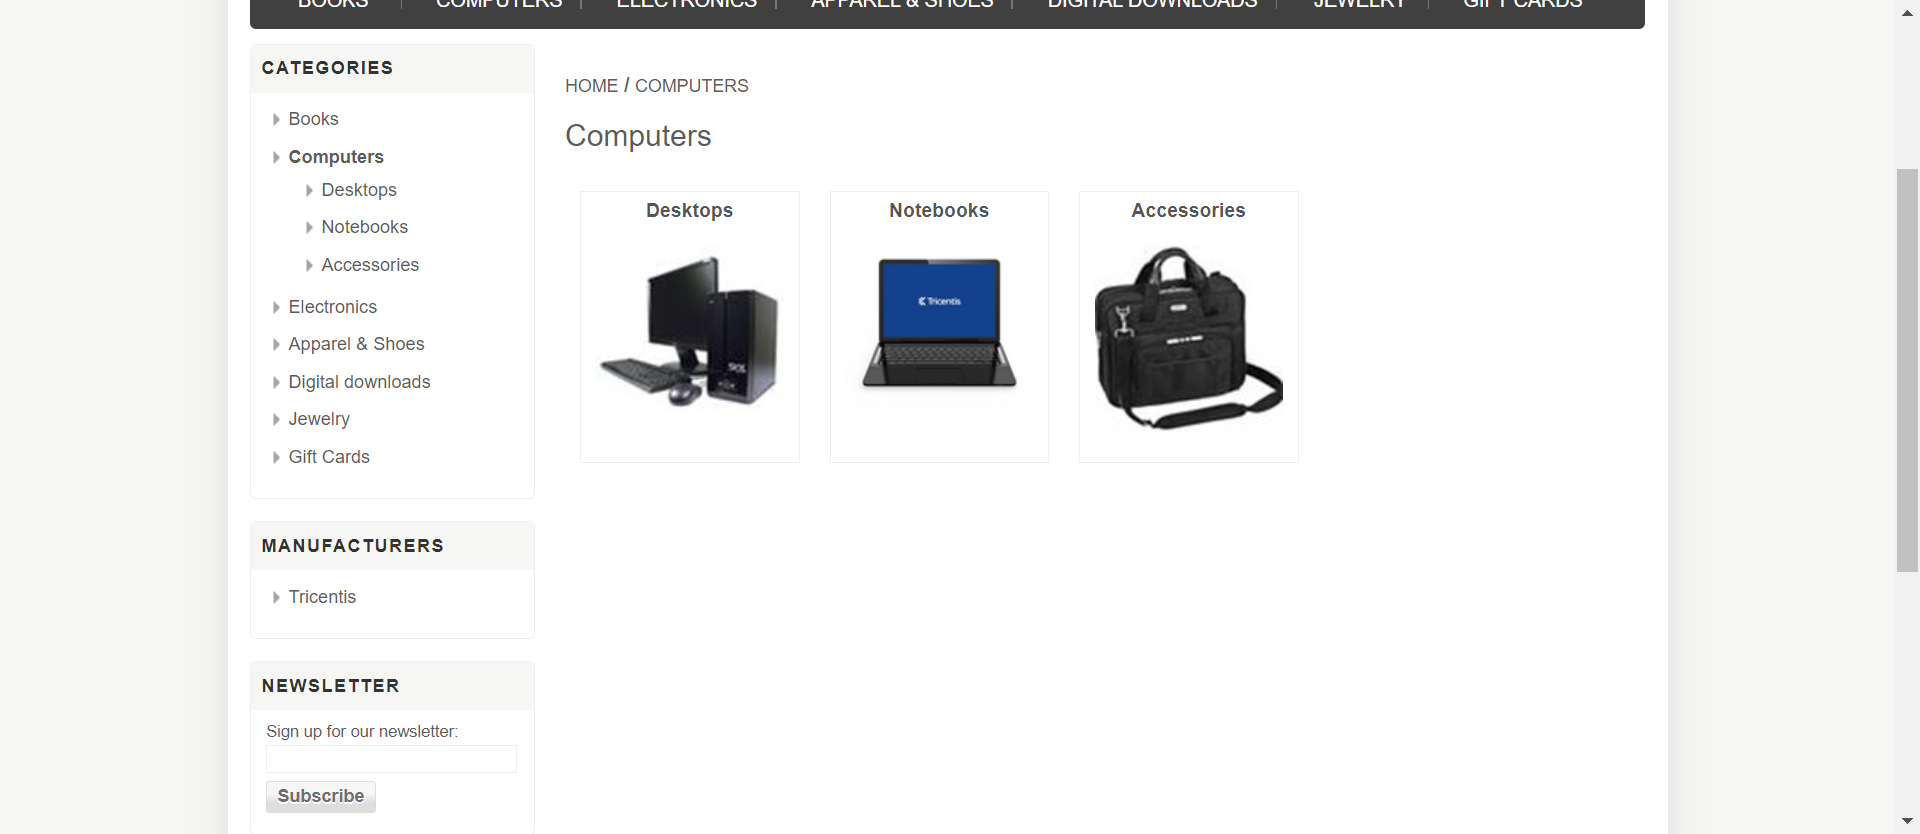 BOOKS COMPUTERS ELECTRONICS APPAREL & SHOES DIGITAL DOWNLOADS JEWELRY GIFT CARDS
CATEGORIES
Books
Computers
Desktops
Notebooks
Accessories
Electronics
Apparel & Shoes
Digital downloads
Jewelry
Gift Cards
MANUFACTURERS
Tricentis
NEWSLETTER
Sign up for our newsletter:
Subscribe
HOME / COMPUTERS
Computers
Desktops
Notebooks
Tricentis
Accessories